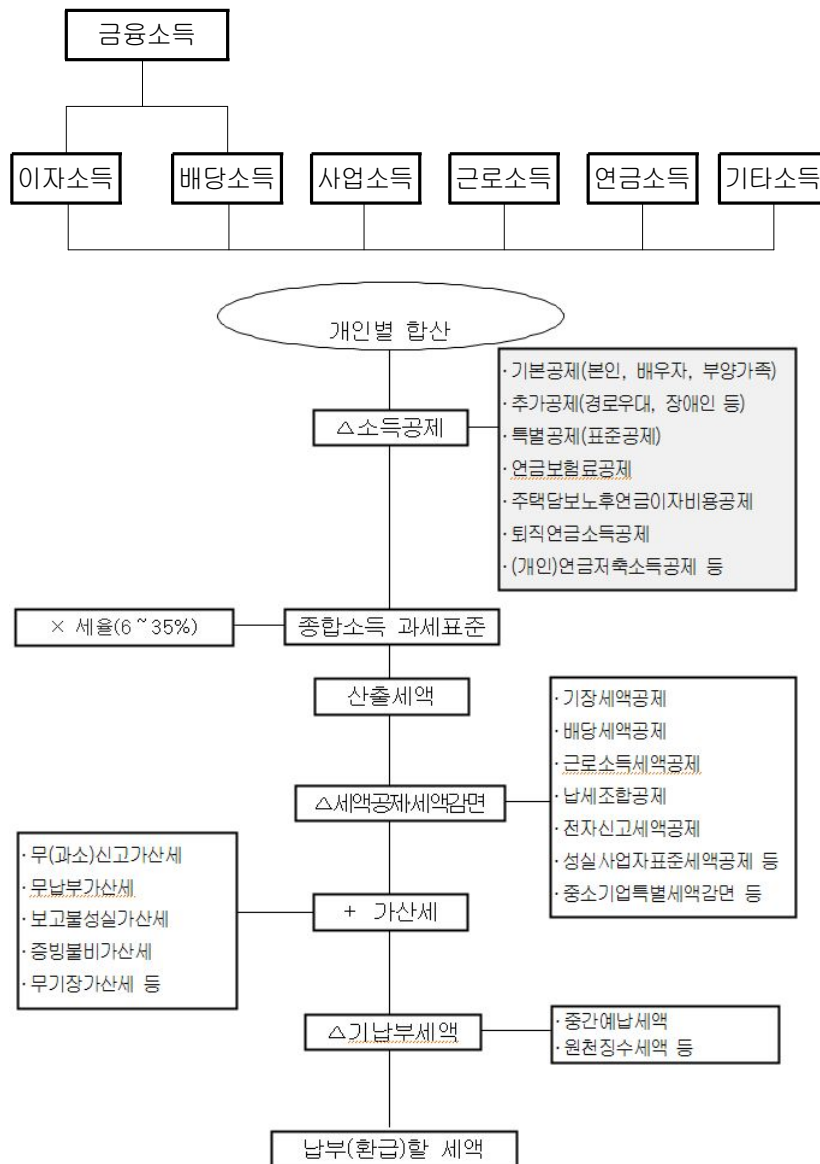 금융소득
이자소득
배당소득
사업소득
근로소득
연금소득
기타소득
개인별 합산
△소득공제
·기본공제(본인, 배우자, 부양가족)
·추가공제(경로우대, 장애인 등)
·특별공제(표준공제)
·연금보험료공제
·주택담보노후연금이자비용공제
·퇴직연금소득공제
·(개인)연금저축소득공제 등
× 세율(6~35%)
종합소득 과세표준
산출세액
△세액공제·세액감면
·기장세액공제
·배당세액공제
·근로소득세액공제
·납세조합공제
·전자신고세액공제
·성실사업자표준세액공제 등
·중소기업특별세액감면 등
·무(과소)신고가산세
·무납부가산세
·보고불성실가산세
·증빙불비가산세
·무기장가산세 등
+ 가산세
△기납부세액
·중간예납세액
·원천징수세액 등
납부(환급)할 세액